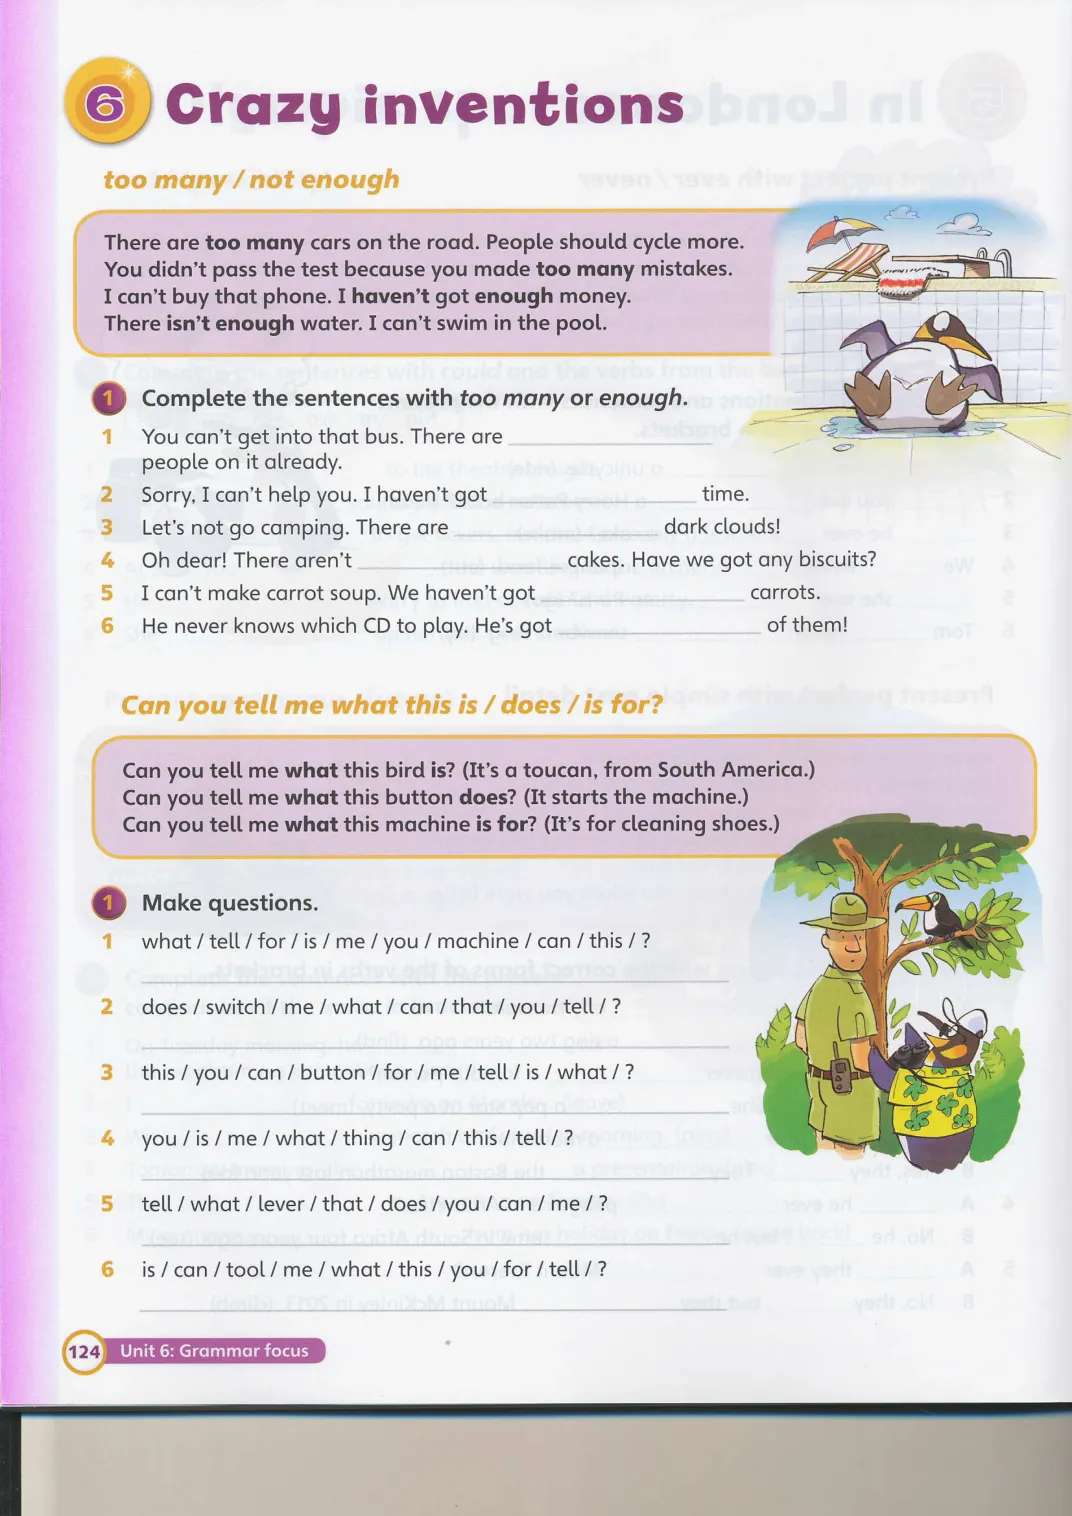 6 Crazy inventions
too many / not enough
There are too many cars on the road. People should cycle more.
You didn't pass the test because you made too many mistakes.
I can't buy that phone. I haven't got enough money.
There isn't enough water. I can't swim in the pool.
1 Complete the sentences with too many or enough.
1 You can't get into that bus. There are
people on it already.
2 Sorry, I can't help you. I haven't got time.
3 Let's not go camping. There are dark clouds!
4 Oh dear! There aren't cakes. Have we got any biscuits?
5 I can't make carrot soup. We haven't got carrots.
6 He never knows which CD to play. He's got of them!
Can you tell me what this is / does / is for?
Can you tell me what this bird is? (It's a toucan, from South America.)
Can you tell me what this button does? (It starts the machine.)
Can you tell me what this machine is for? (It's for cleaning shoes.)
1 Make questions.
1 what / tell / for / is / me / you / machine / can / this / ?
2 does / switch / me / what / can / that / you / tell / ?
3 this / you / can / button / for / me / tell / is / what / ?
4 you / is / me / what / thing / can / this / tell / ?
5 tell / what / lever / that / does / you / can / me / ?
6 is / can / tool / me / what / this / you / for / tell / ?
124 Unit 6: Grammar focus